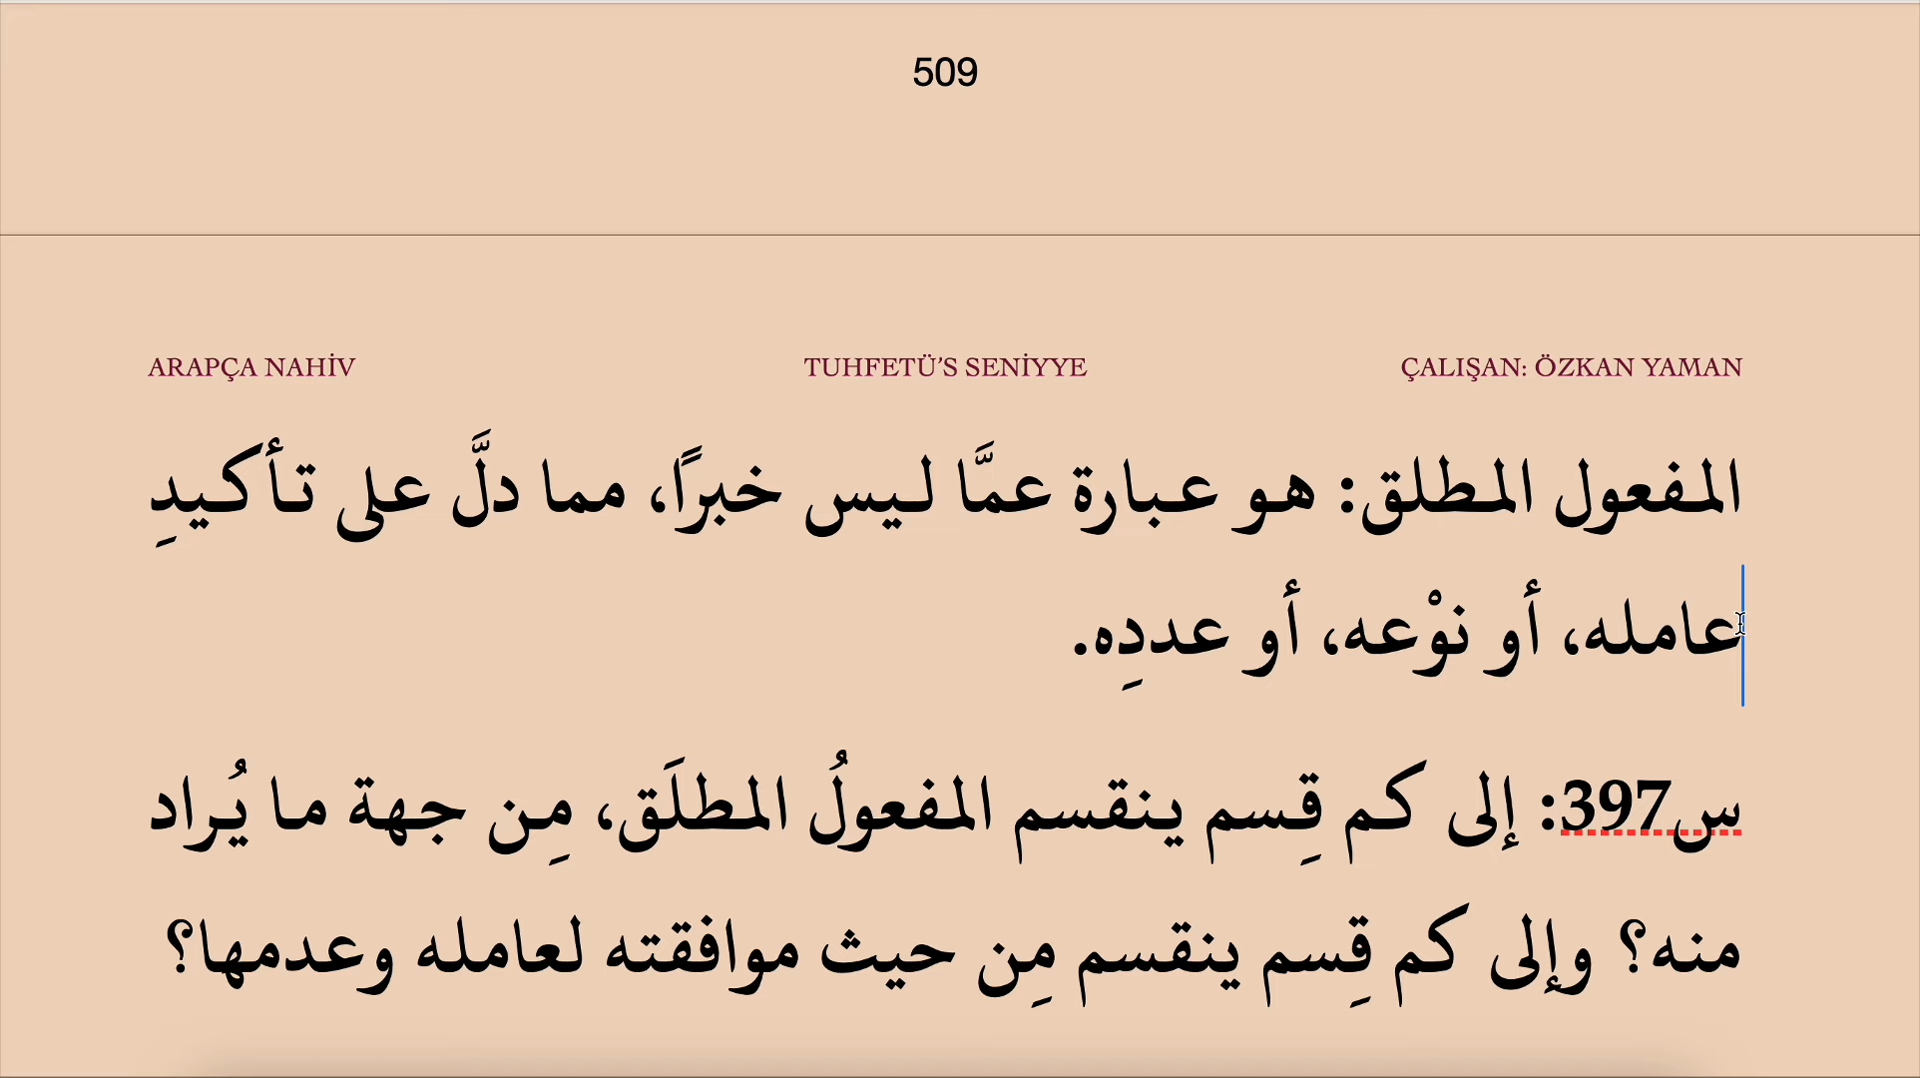 509
ARAPÇA NAHİV TUHFETÜ’S SENİYYE ÇALIŞAN: ÖZKAN YAMAN
المفعول المطلق: هو عبارة عمَّا ليس خبرًا، مما دلَّ على تأكيدِ
عامله، أو نوْعه، أو عددِه.
س397: إلى كم قِسم ينقسم المفعولُ المطلَق، مِن جهة ما يُراد
منه؟ وإلى كم قِسم ينقسم مِن حيث موافقته لعامله وعدمها؟